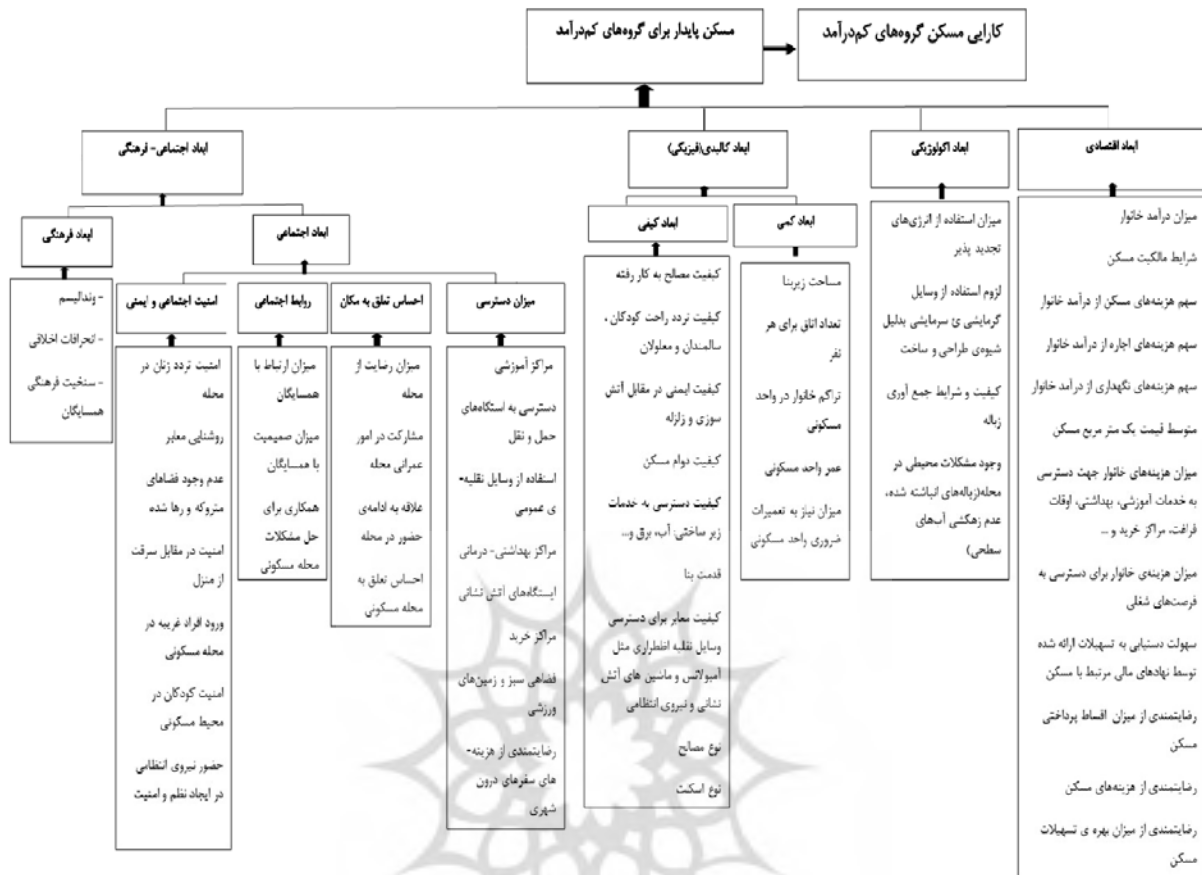 کارایی مسکن گروه‌های کم‌درآمد
مسکن پایدار برای گروه‌های کم‌درآمد
ابعاد اقتصادی
میزان درآمد خانوار
شرایط مالکیت مسکن
سهم هزینه‌های مسکن از درآمد خانوار
سهم هزینه‌های اجاره از درآمد خانوار
سهم هزینه‌های نگهداری از درآمد خانوار
متوسط قیمت یک متر مربع مسکن
میزان هزینه‌های خانوار جهت دسترسی
به خدمات آموزشی، بهداشتی، اوقات
فراغت، مراکز خرید و ...
میزان هزینه‌ی خانوار برای دسترسی به
فرصت‌های شغلی
سهولت دستیابی به تسهیلات ارائه شده
توسط نهادهای مالی مرتبط با مسکن
رضایتمندی از میزان اقساط پرداختی
مسکن
رضایتمندی از هزینه‌های مسکن
رضایتمندی از میزان بهره ی تسهیلات
مسکن
ابعاد اکولوژیکی
میزان استفاده از انرژی‌های
تجدید پذیر
لزوم استفاده از وسایل
گرمایشی ئ سرمایشی بدلیل
شیوه‌ی طراحی و ساخت
کیفیت و شرایط جمع آوری
زباله
وجود مشکلات محیطی در
محله(زباله‌های انباشته شده،
عدم زهکشی آب‌های
سطحی)
ابعاد کالبدی(فیزیکی)
ابعاد کمی
مساحت زیربنا
تعداد اتاق برای هر
نفر
تراکم خانوار در واحد
مسکونی
عمر واحد مسکونی
میزان نیاز به تعمیرات
ضروری واحد مسکونی
ابعاد کیفی
کیفیت مصالح به کار رفته
کیفیت تردد راحت کودکان ،
سالمندان و معلولان
کیفیت ایمنی در مقابل آتش
سوزی و زلزله
کیفیت دوام مسکن
کیفیت دسترسی به خدمات
زیر ساختی: آب، برق و...
قدمت بنا
کیفیت معابر برای دسترسی
وسایل نقلیه اظطراری مثل
آمبولانس و ماشین های آتش
نشانی و نیروی انتظامی
نوع مصالح
نوع اسکلت
ابعاد اجتماعی- فرهنگی
ابعاد اجتماعی
میزان دسترسی
مراکز آموزشی
دسترسی به استگاه‌های
حمل و نقل
استفاده از وسایل نقلیه-
ی عمومی
مراکز بهداشتی- درمانی
ایستگاه‌های آتش نشانی
مراکز خرید
فضاهی سبز و زمین‌های
ورزشی
رضایتمندی از هزینه-
های سفرهای درون
شهری
احساس تعلق به مکان
میزان رضایت از
محله
مشارکت در امور
عمرانی محله
علاقه به ادامه‌ی
حضور در محله
احساس تعلق به
محله مسکونی
روابط اجتماعی
میزان ارتباط با
همسایگان
میزان صمیمیت
با همسایگان
همکاری برای
حل مشکلات
محله مسکونی
امنیت اجتماعی و ایمنی
امنیت تردد زنان در
محله
روشنایی معابر
عدم وجود فضاهای
متروکه و رها شده
امنیت در مقابل سرقت
از منزل
ورود افراد غریبه در
محله مسکونی
امنیت کودکان در
محیط مسکونی
حضور نیروی انتظامی
در ایجاد نظم و امنیت
ابعاد فرهنگی
- وندالیسم
- انحرافات اخلاقی
- سنخیت فرهنگی
همسایگان